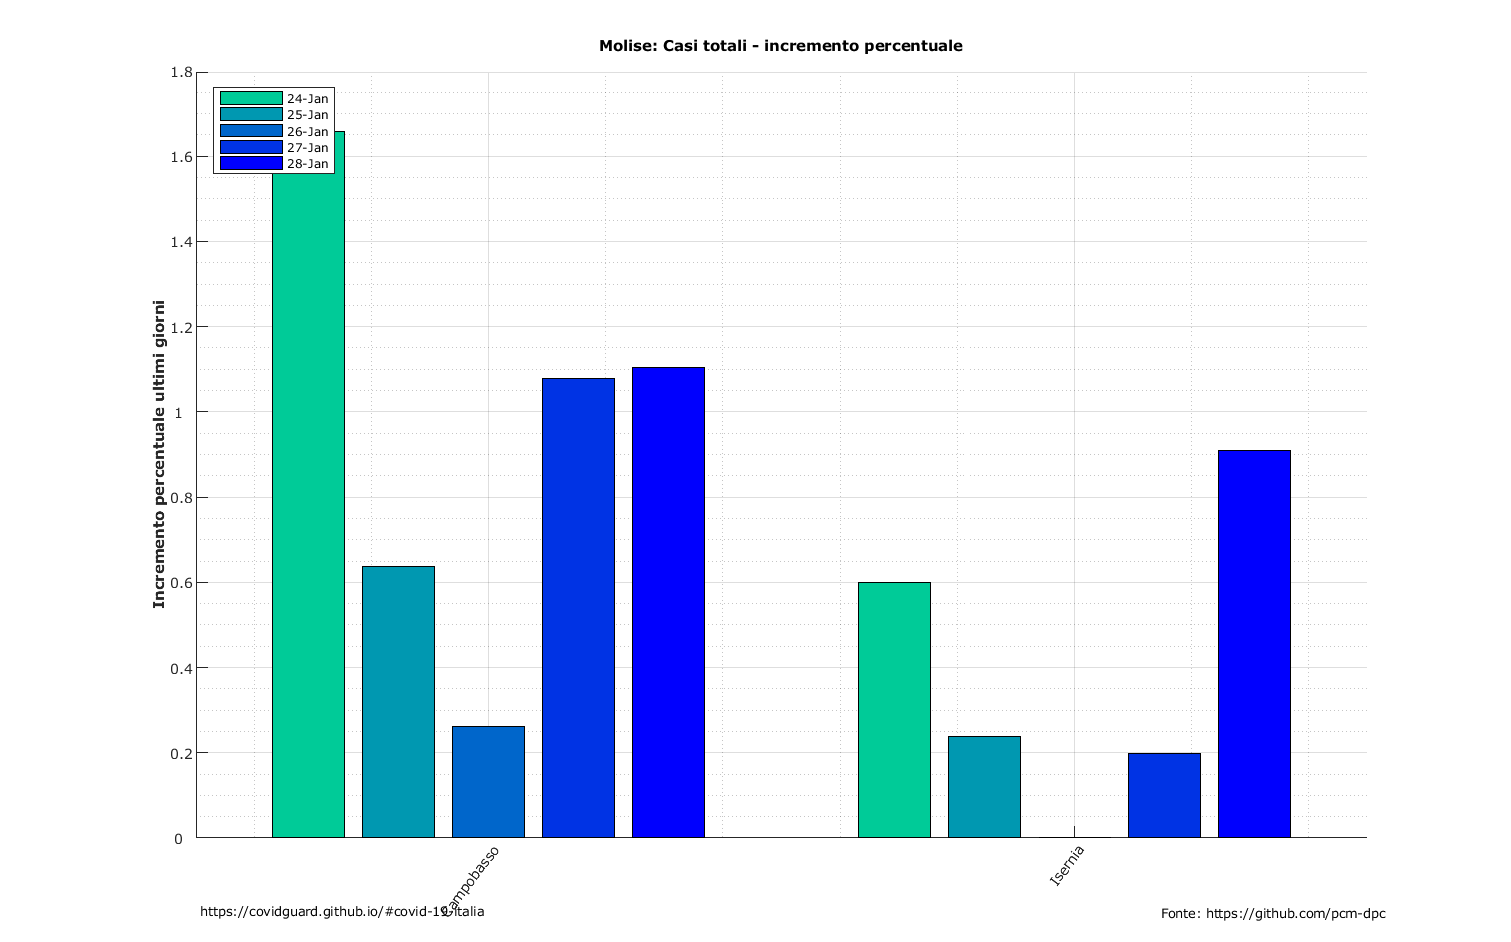 Molise: Casi totali - incremento percentuale
Incremento percentuale ultimi giorni
1.8
1.6
1.4
1.2
1
0.8
0.6
0.4
0.2
0
24-Jan
25-Jan
26-Jan
27-Jan
28-Jan
Campobasso
Isernia
https://covidguard.github.io/#covid-19-italia
Fonte: https://github.com/pcm-dpc